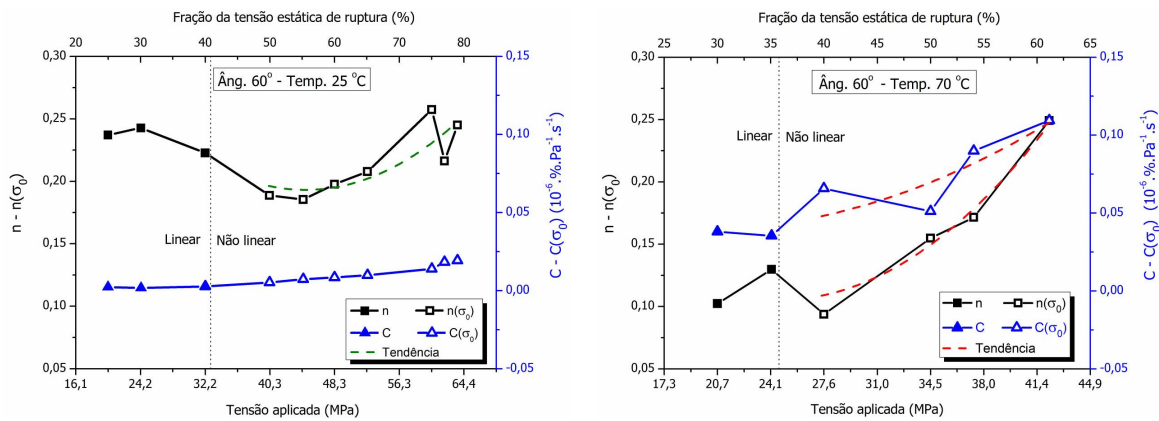 Fração da tensão estática de ruptura (%)
20 30 40 50 60 70 80
0,30 0,15
Âng. 60° - Temp. 25 °C
0,25 0,10
0,20 0,05
Linear Não linear
0,15 0,00
0,10 -0,05
0,05
n - n(σ₀)
C - C(σ₀) (10⁻⁶.%.Pa⁻¹.s⁻¹)
n n(σ₀)
C C(σ₀)
Tendência
16,1 24,2 32,2 40,3 48,3 56,3 64,4
Tensão aplicada (MPa)
Fração da tensão estática de ruptura (%)
25 30 35 40 45 50 55 60 65
0,30 0,15
Âng. 60° - Temp. 70 °C
0,25 0,10
Linear Não linear
0,20 0,05
0,15 0,00
0,10 -0,05
0,05
n - n(σ₀)
C - C(σ₀) (10⁻⁶.%.Pa⁻¹.s⁻¹)
n n(σ₀)
C C(σ₀)
Tendência
17,3 20,7 24,1 27,6 31,0 34,5 38,0 41,4 44,9
Tensão aplicada (MPa)